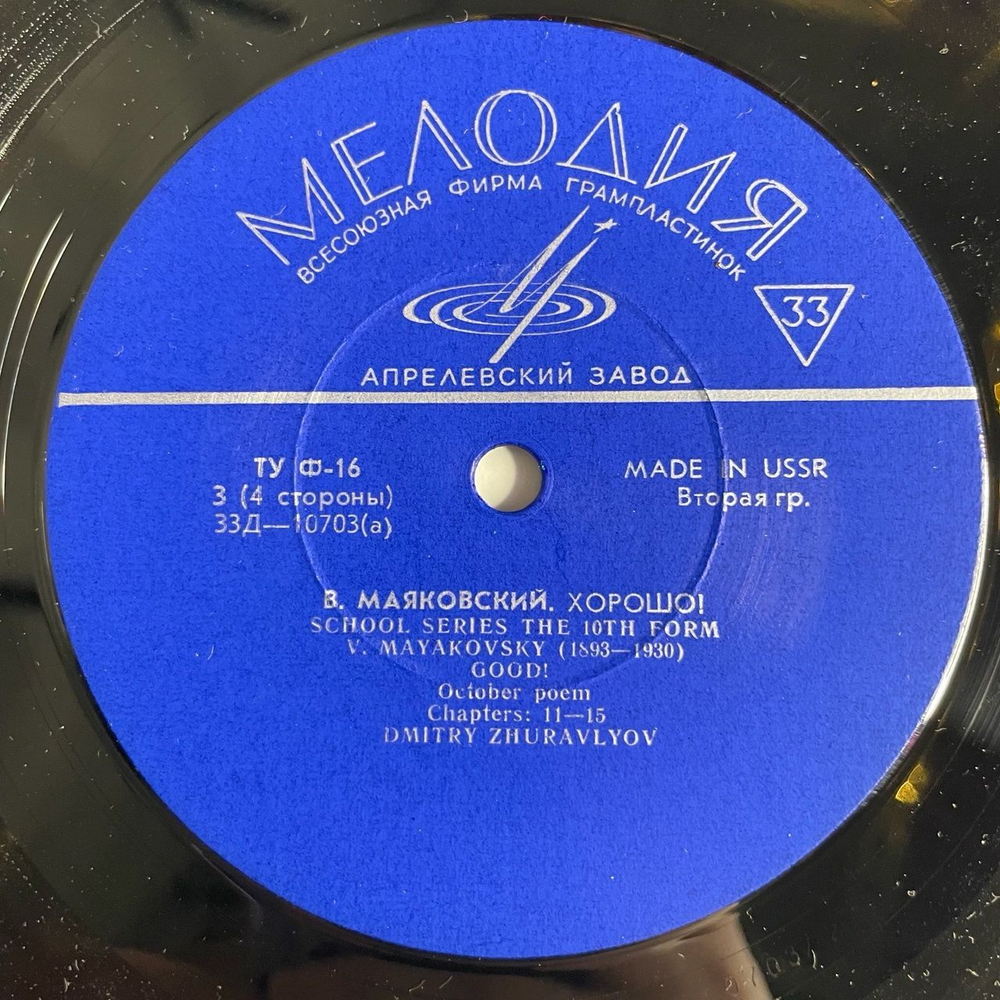 МЕЛОДИЯ
ВСЕСОЮЗНАЯ ФИРМА ГРАМПЛАСТИНОК
33
АПРЕЛЕВСКИЙ ЗАВОД
ТУ Ф-16
3 (4 стороны)
33Д—10703(а)
MADE IN USSR
Вторая гр.
В. МАЯКОВСКИЙ. ХОРОШО!
SCHOOL SERIES THE 10TH FORM
V. MAYAKOVSKY (1893—1930)
GOOD!
October poem
Chapters: 11—15
DMITRY ZHURAVLYOV